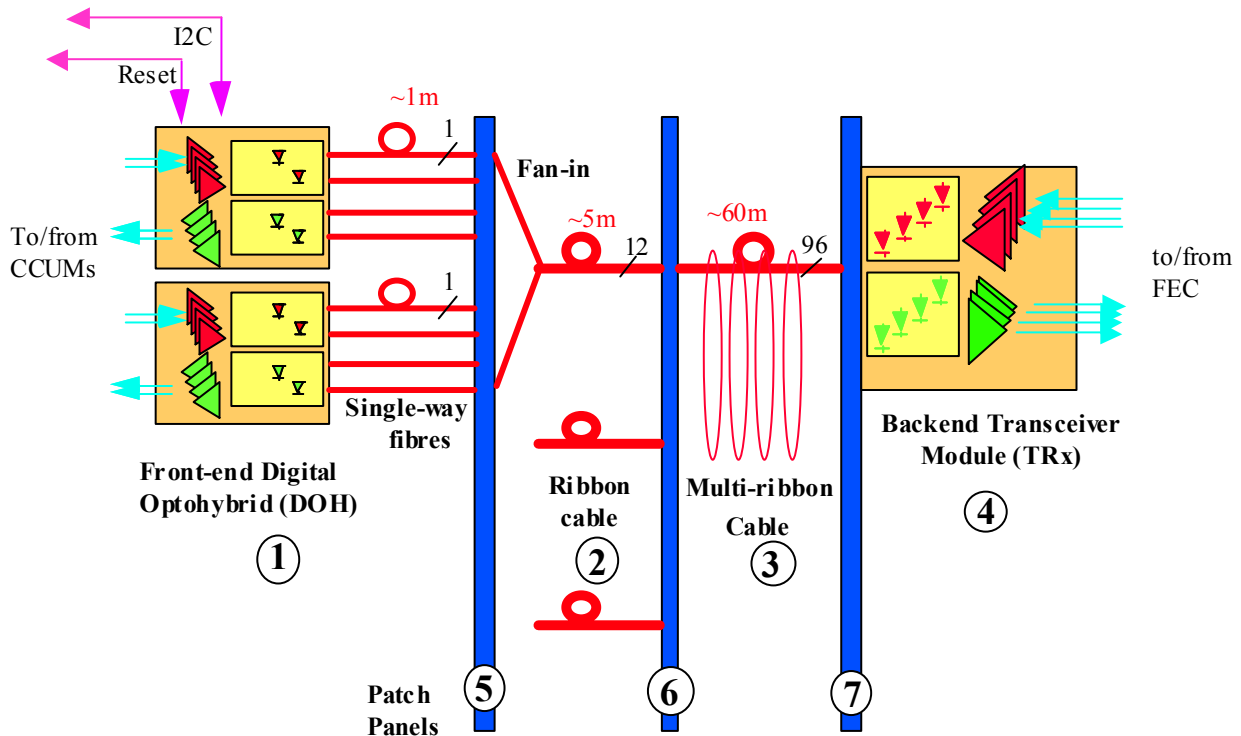 I2C
Reset
~1m
1
Fan-in
To/from
CCUMs
~5m
12
~60m
96
to/from
FEC
1
Single-way
fibres
Front-end Digital
Optohybrid (DOH)
1
Ribbon
cable
2
Multi-ribbon
Cable
3
Backend Transceiver
Module (TRx)
4
Patch
Panels
5
6
7